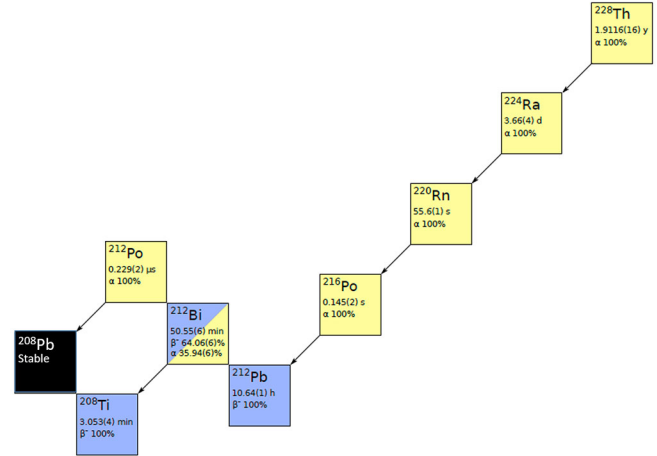 ²²⁸Th
1.9116(16) y
α 100%
²²⁴Ra
3.66(4) d
α 100%
²²⁰Rn
55.6(1) s
α 100%
²¹⁶Po
0.145(2) s
α 100%
²¹²Pb
10.64(1) h
β⁻ 100%
²¹²Bi
50.55(6) min
β⁻ 64.06(6)%
α 35.94(6)%
²¹²Po
0.229(2) µs
α 100%
²⁰⁸Ti
3.053(4) min
β⁻ 100%
²⁰⁸Pb
Stable